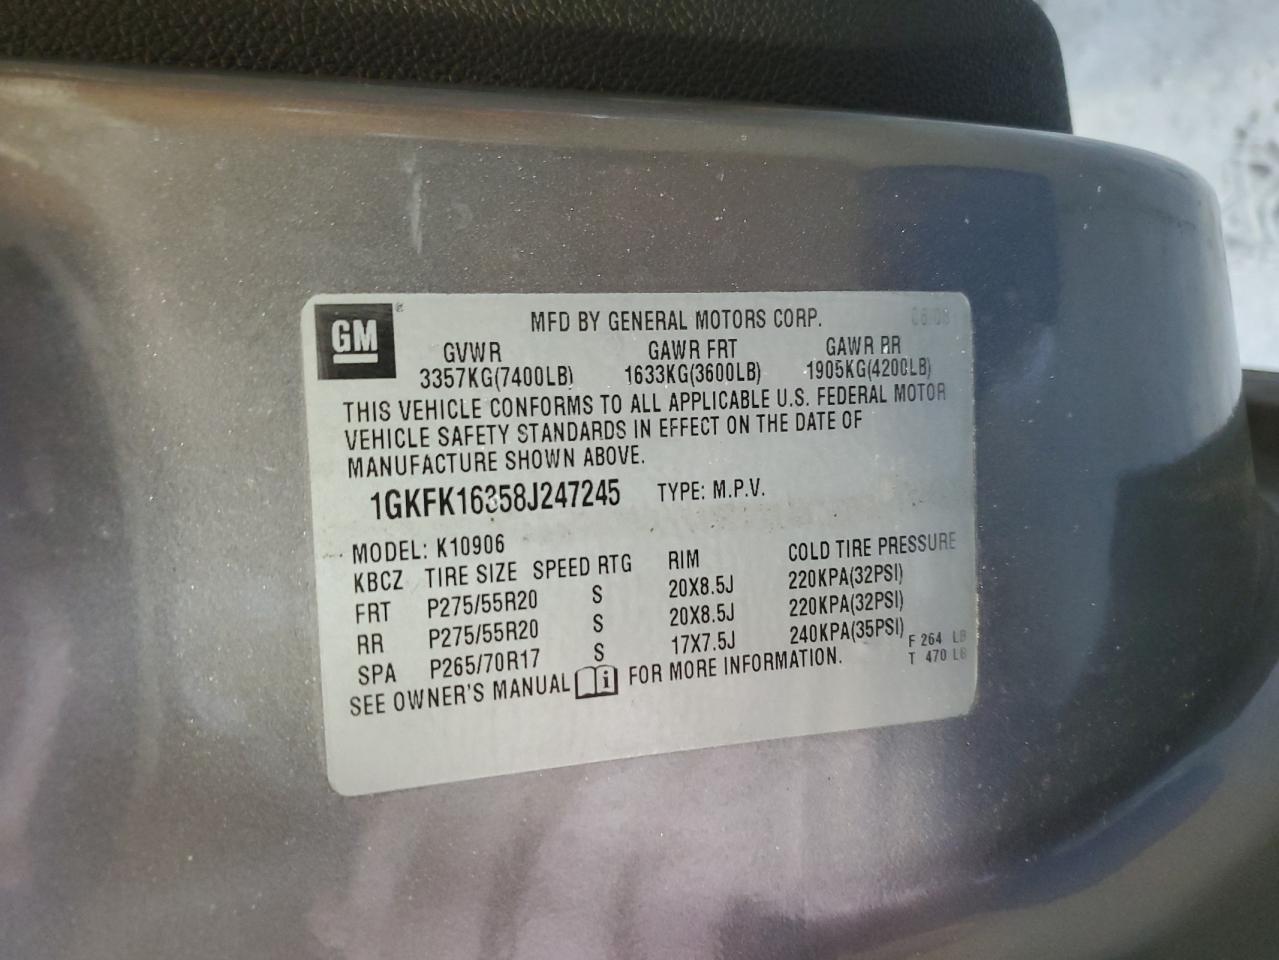 GM ®
MFD BY GENERAL MOTORS CORP. 06/08
GVWR GAWR FRT GAWR RR
3357KG(7400LB) 1633KG(3600LB) 1905KG(4200LB)
THIS VEHICLE CONFORMS TO ALL APPLICABLE U.S. FEDERAL MOTOR
VEHICLE SAFETY STANDARDS IN EFFECT ON THE DATE OF
MANUFACTURE SHOWN ABOVE.
1GKFK16358J247245 TYPE: M.P.V.
MODEL: K10906
KBCZ TIRE SIZE SPEED RTG RIM COLD TIRE PRESSURE
FRT P275/55R20 S 20X8.5J 220KPA(32PSI)
RR P275/55R20 S 20X8.5J 220KPA(32PSI)
SPA P265/70R17 S 17X7.5J 240KPA(35PSI)
F 264 LB
T 470 LB
SEE OWNER'S MANUAL i FOR MORE INFORMATION.